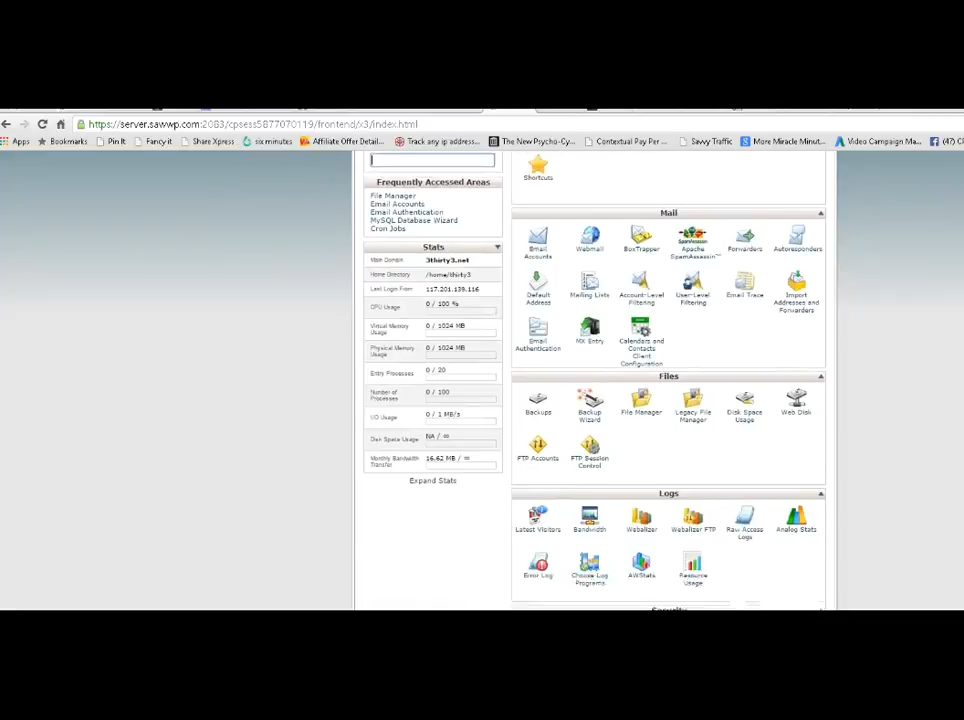 https://server.sawwp.com:2083/cpsess5877070119/frontend/x3/index.html
Apps Bookmarks Pin It Fancy it Share Xpress six minutes Affiliate Offer Detail... Track any ip address... The New Psycho-Cy... Contextual Pay Per ... Savvy Traffic More Miracle Minut... Video Campaign Ma... (47) C
Shortcuts
Frequently Accessed Areas
File Manager
Email Accounts
Email Authentication
MySQL Database Wizard
Cron Jobs
Stats
Main Domain 3thirty3.net
Home Directory /home/thirty3
Last Login From 117.201.139.116
CPU Usage 0 / 100 %
Virtual Memory Usage 0 / 1024 MB
Physical Memory Usage 0 / 1024 MB
Entry Processes 0 / 20
Number of Processes 0 / 100
I/O Usage 0 / 1 MB/s
Disk Space Usage NA / ∞
Monthly Bandwidth Transfer 16.62 MB / ∞
Expand Stats
Mail
Email Accounts
Webmail
BoxTrapper
Apache SpamAssassin™
Forwarders
Autoresponders
Default Address
Mailing Lists
Account-Level Filtering
User-Level Filtering
Email Trace
Import Addresses and Forwarders
Email Authentication
MX Entry
Calendars and Contacts Client Configuration
Files
Backups
Backup Wizard
File Manager
Legacy File Manager
Disk Space Usage
Web Disk
FTP Accounts
FTP Session Control
Logs
Latest Visitors
Bandwidth
Webalizer
Webalizer FTP
Raw Access Logs
Analog Stats
Error Log
Choose Log Programs
AWStats
Resource Usage
Security